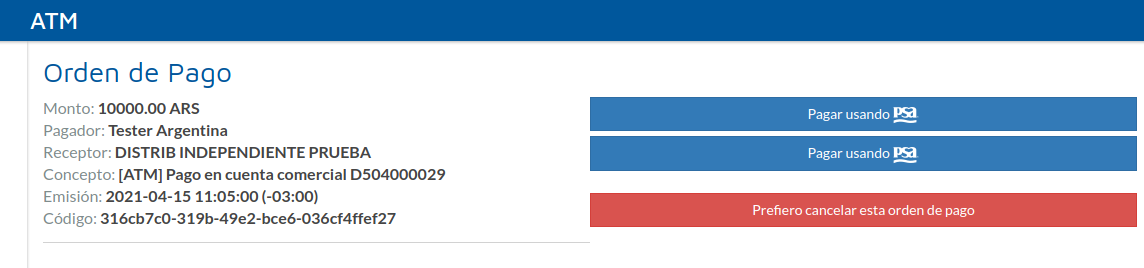 ATM
Orden de Pago
Monto: 10000.00 ARS
Pagador: Tester Argentina
Receptor: DISTRIB INDEPENDIENTE PRUEBA
Concepto: [ATM] Pago en cuenta comercial D504000029
Emisión: 2021-04-15 11:05:00 (-03:00)
Código: 316cb7c0-319b-49e2-bce6-036cf4ffef27
Pagar usando psa
Pagar usando psa
Prefiero cancelar esta orden de pago